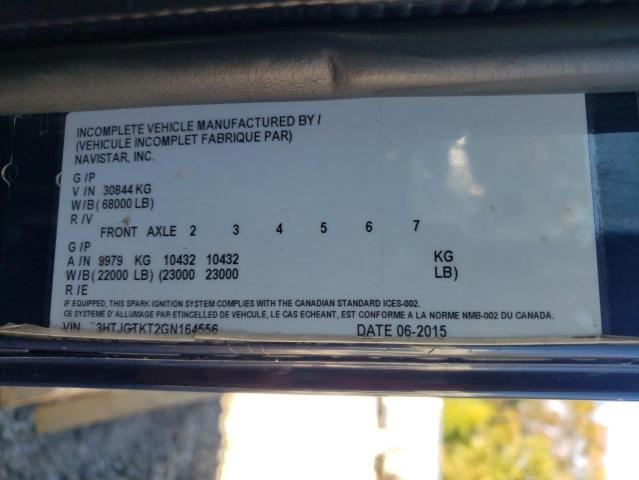 INCOMPLETE VEHICLE MANUFACTURED BY /
(VEHICULE INCOMPLET FABRIQUE PAR)
NAVISTAR, INC.
G /P
V /N 30844 KG
W/B( 68000 LB)
R /V
FRONT AXLE 2 3 4 5 6 7
G /P
A /N 9979 KG 10432 10432 KG
W/B( 22000 LB) (23000 23000 LB)
R /E
IF EQUIPPED, THIS SPARK IGNITION SYSTEM COMPLIES WITH THE CANADIAN STANDARD ICES-002.
CE SYSTEME D' ALLUMAGE PAR ETINCELLE DE VEHICULE, LE CAS ECHEANT, EST CONFORME A LA NORME NMB-002 DU CANADA.
VIN 3HTJGTKT2GN164556 DATE 06-2015